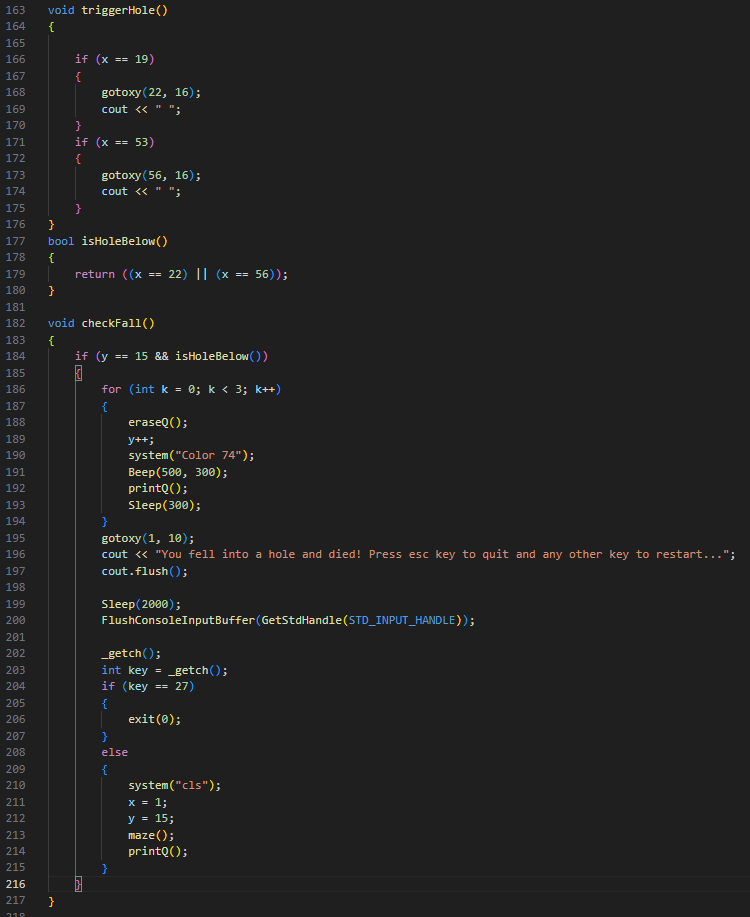 163 void triggerHole()
164 {
165
166     if (x == 19)
167     {
168         gotoxy(22, 16);
169         cout << " ";
170     }
171     if (x == 53)
172     {
173         gotoxy(56, 16);
174         cout << " ";
175     }
176 }
177 bool isHoleBelow()
178 {
179     return ((x == 22) || (x == 56));
180 }
181
182 void checkFall()
183 {
184     if (y == 15 && isHoleBelow())
185     {
186         for (int k = 0; k < 3; k++)
187         {
188             eraseQ();
189             y++;
190             system("Color 74");
191             Beep(500, 300);
192             printQ();
193             Sleep(300);
194         }
195         gotoxy(1, 10);
196         cout << "You fell into a hole and died! Press esc key to quit and any other key to restart...";
197         cout.flush();
198
199         Sleep(2000);
200         FlushConsoleInputBuffer(GetStdHandle(STD_INPUT_HANDLE));
201
202         _getch();
203         int key = _getch();
204         if (key == 27)
205         {
206             exit(0);
207         }
208         else
209         {
210             system("cls");
211             x = 1;
212             y = 15;
213             maze();
214             printQ();
215         }
216     }
217 }